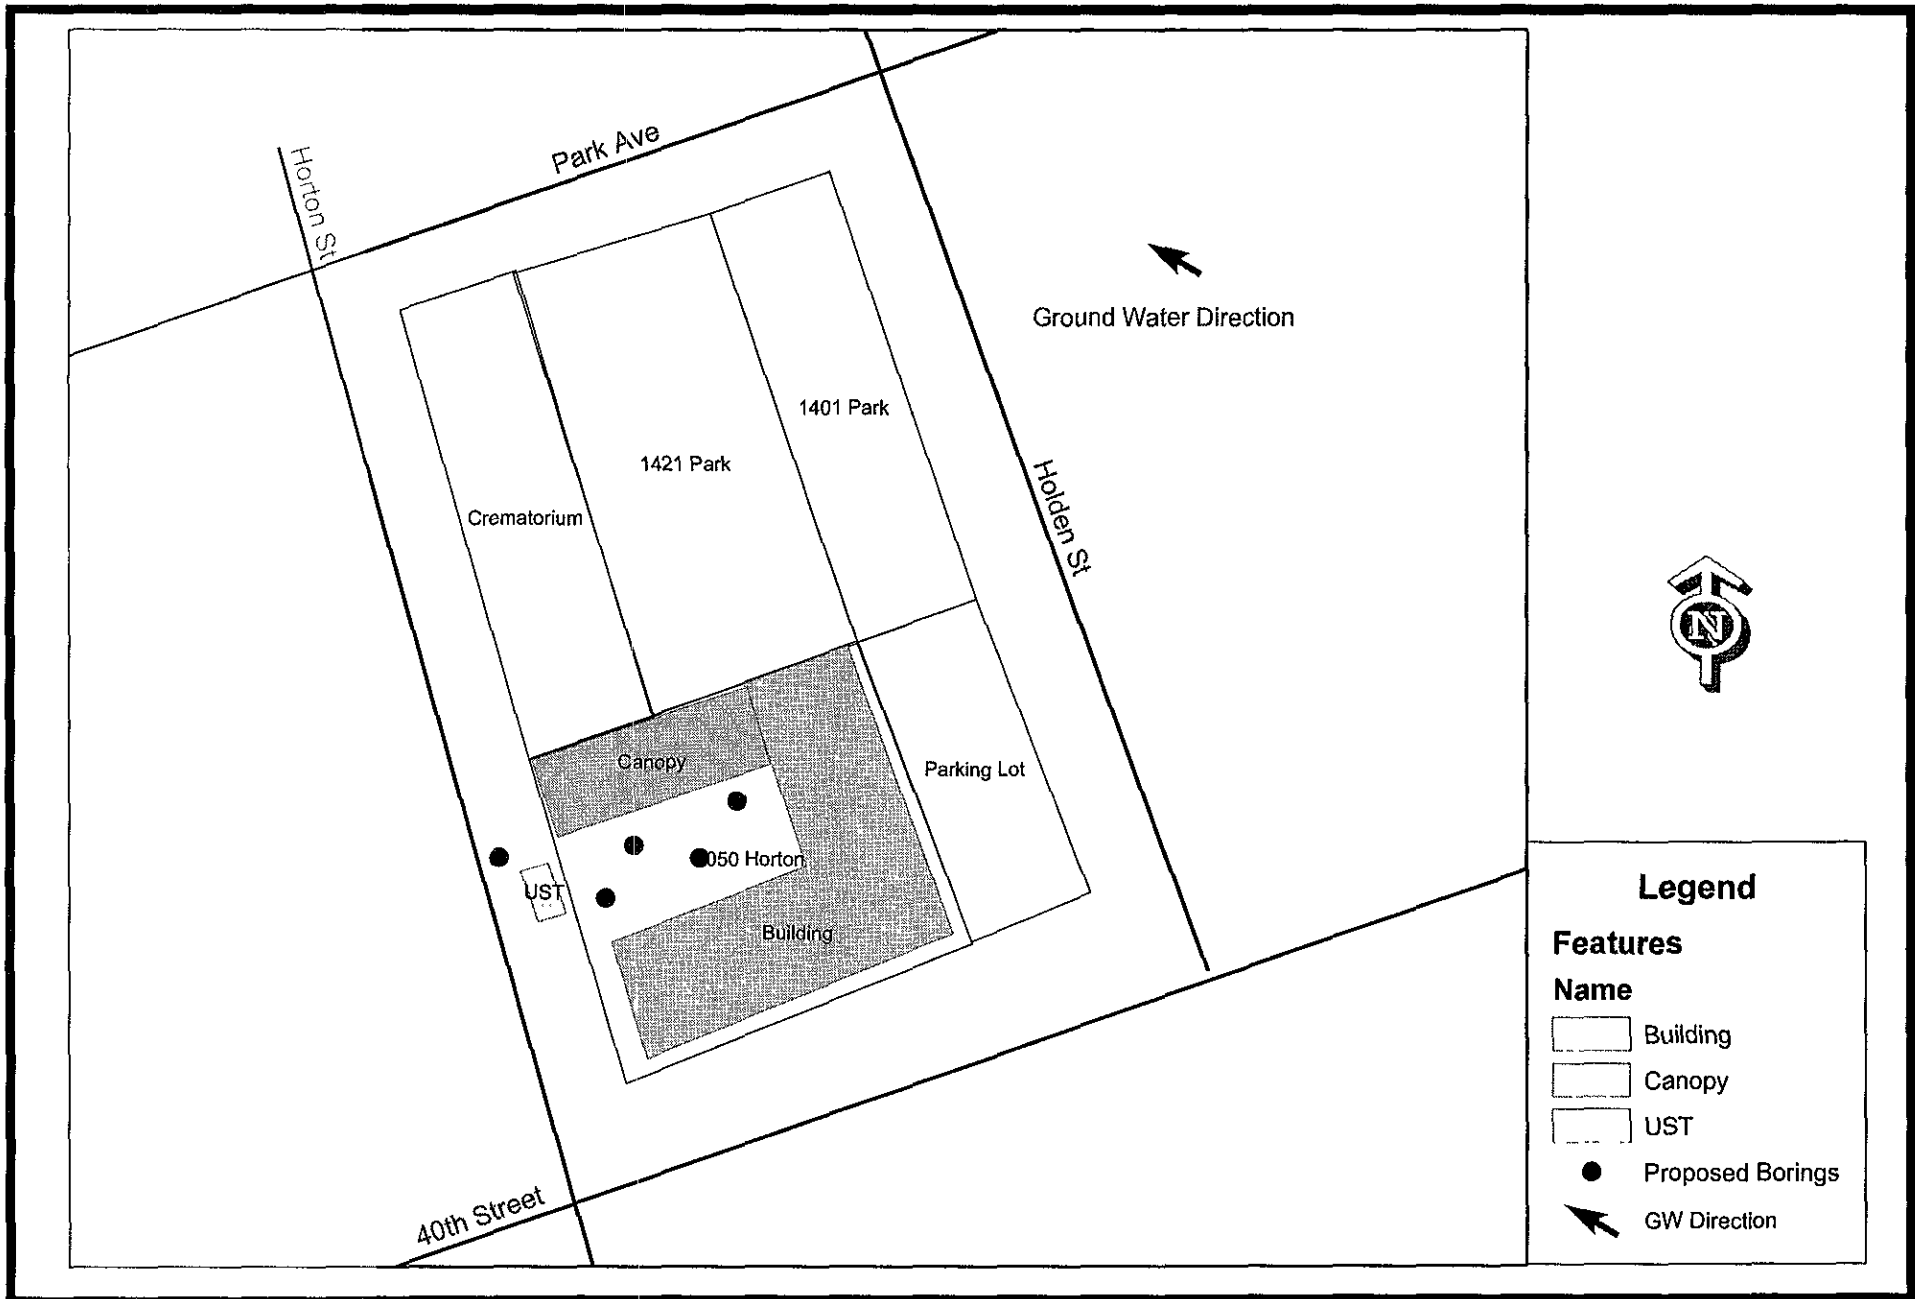 Park Ave
Horton St
Ground Water Direction
1401 Park
1421 Park
Crematorium
Holden St
N
Canopy
Parking Lot
050 Horton
UST
Building
40th Street
Legend
Features
Name
Building
Canopy
UST
Proposed Borings
GW Direction